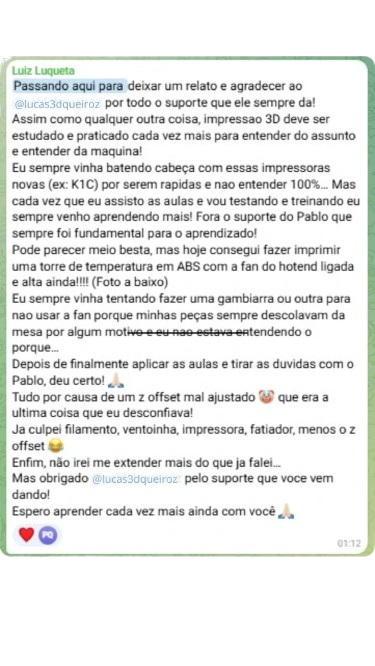 Luiz Luqueta
Passando aqui para deixar um relato e agradecer ao
@lucas3dqueiroz por todo o suporte que ele sempre da!
Assim como qualquer outra coisa, impressao 3D deve ser
estudado e praticado cada vez mais para entender do assunto
e entender da maquina!
Eu sempre vinha batendo cabeça com essas impressoras
novas (ex: K1C) por serem rapidas e nao entender 100%... Mas
cada vez que eu assisto as aulas e vou testando e treinando eu
sempre venho aprendendo mais! Fora o suporte do Pablo que
sempre foi fundamental para o aprendizado!
Pode parecer meio besta, mas hoje consegui fazer imprimir
uma torre de temperatura em ABS com a fan do hotend ligada
e alta ainda!!!! (Foto a baixo)
Eu sempre vinha tentando fazer uma gambiarra ou outra para
nao usar a fan porque minhas peças sempre descolavam da
mesa por algum motivo e eu nao estava entendendo o
porque...
Depois de finalmente aplicar as aulas e tirar as duvidas com o
Pablo, deu certo! 🙏🏻
Tudo por causa de um z offset mal ajustado 🤡 que era a
ultima coisa que eu desconfiava!
Ja culpei filamento, ventoinha, impressora, fatiador, menos o z
offset 😂
Enfim, não irei me extender mais do que ja falei...
Mas obrigado @lucas3dqueiroz pelo suporte que voce vem
dando!
Espero aprender cada vez mais ainda com você 🙏🏻
❤️ PQ
01:12